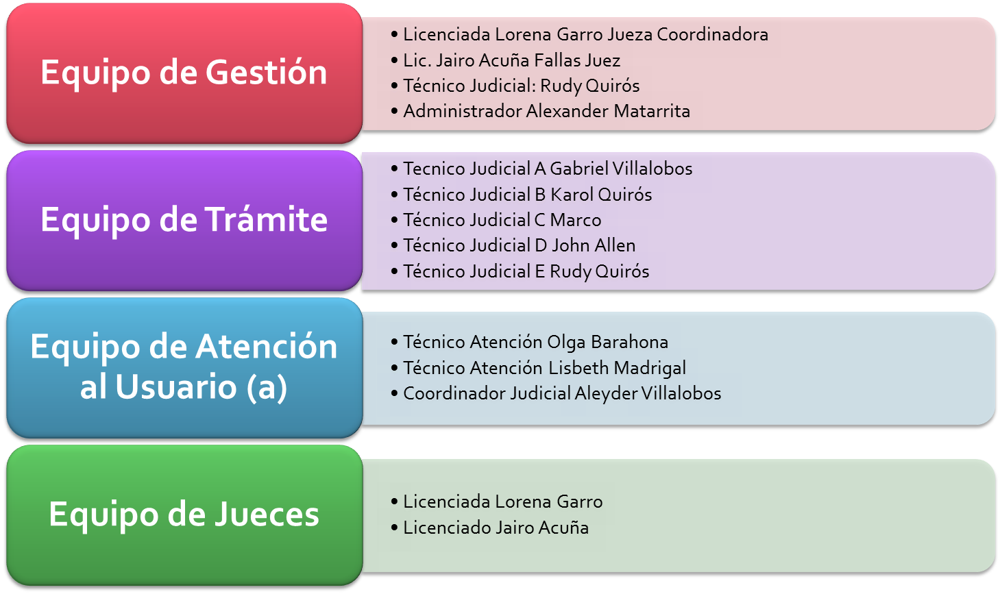 Equipo de Gestión
• Licenciada Lorena Garro Jueza Coordinadora
• Lic. Jairo Acuña Fallas Juez
• Técnico Judicial: Rudy Quirós
• Administrador Alexander Matarrita
Equipo de Trámite
• Tecnico Judicial A Gabriel Villalobos
• Técnico Judicial B Karol Quirós
• Técnico Judicial C Marco
• Técnico Judicial D John Allen
• Técnico Judicial E Rudy Quirós
Equipo de Atención
al Usuario (a)
• Técnico Atención Olga Barahona
• Técnico Atención Lisbeth Madrigal
• Coordinador Judicial Aleyder Villalobos
Equipo de Jueces
• Licenciada Lorena Garro
• Licenciado Jairo Acuña